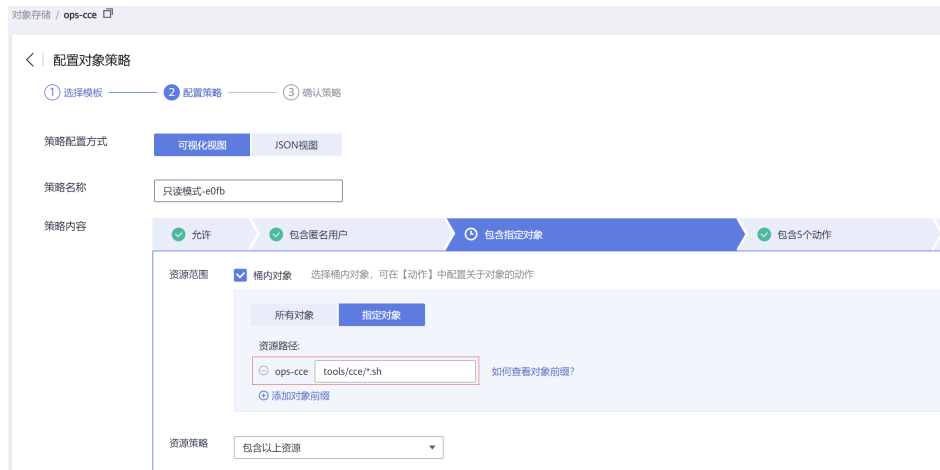 对象存储 / ops-cce
配置对象策略
1 选择模板 2 配置策略 3 确认策略
策略配置方式 可视化视图 JSON视图
策略名称 只读模式-e0fb
策略内容 允许 包含匿名用户 包含指定对象 包含5个动作
资源范围 桶内对象 选择桶内对象，可在【动作】中配置关于对象的动作
所有对象 指定对象
资源路径:
ops-cce tools/cce/*.sh 如何查看对象前缀?
添加对象前缀
资源策略 包含以上资源